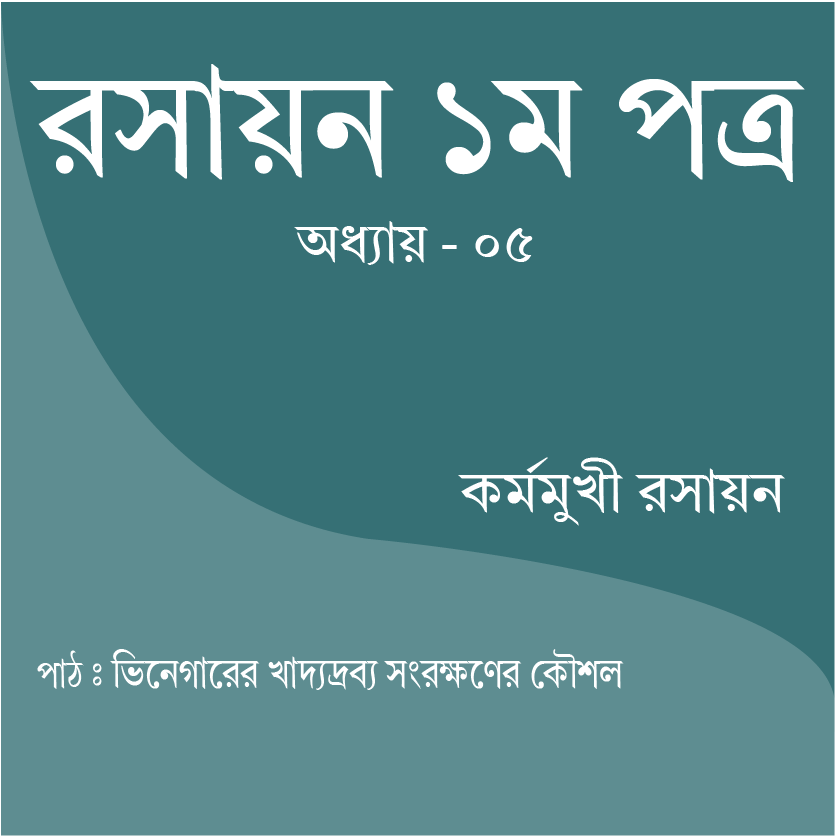 রসায়ন ১ম পত্র
অধ্যায় - ০৫
কর্মমুখী রসায়ন
পাঠ ঃ ভিনেগারের খাদ্যদ্রব্য সংরক্ষণের কৌশল